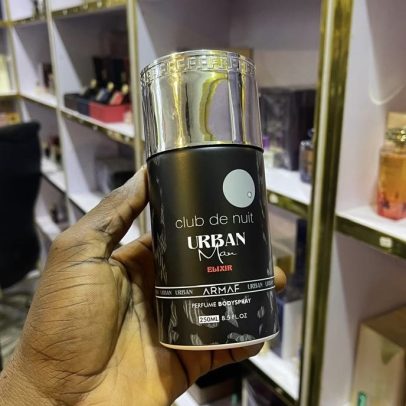 club de nuit
URBAN
Man
ELIXIR
URBAN URBAN ARMAF URBAN URBAN
PERFUME BODYSPRAY
250ML 8.5 FL.OZ